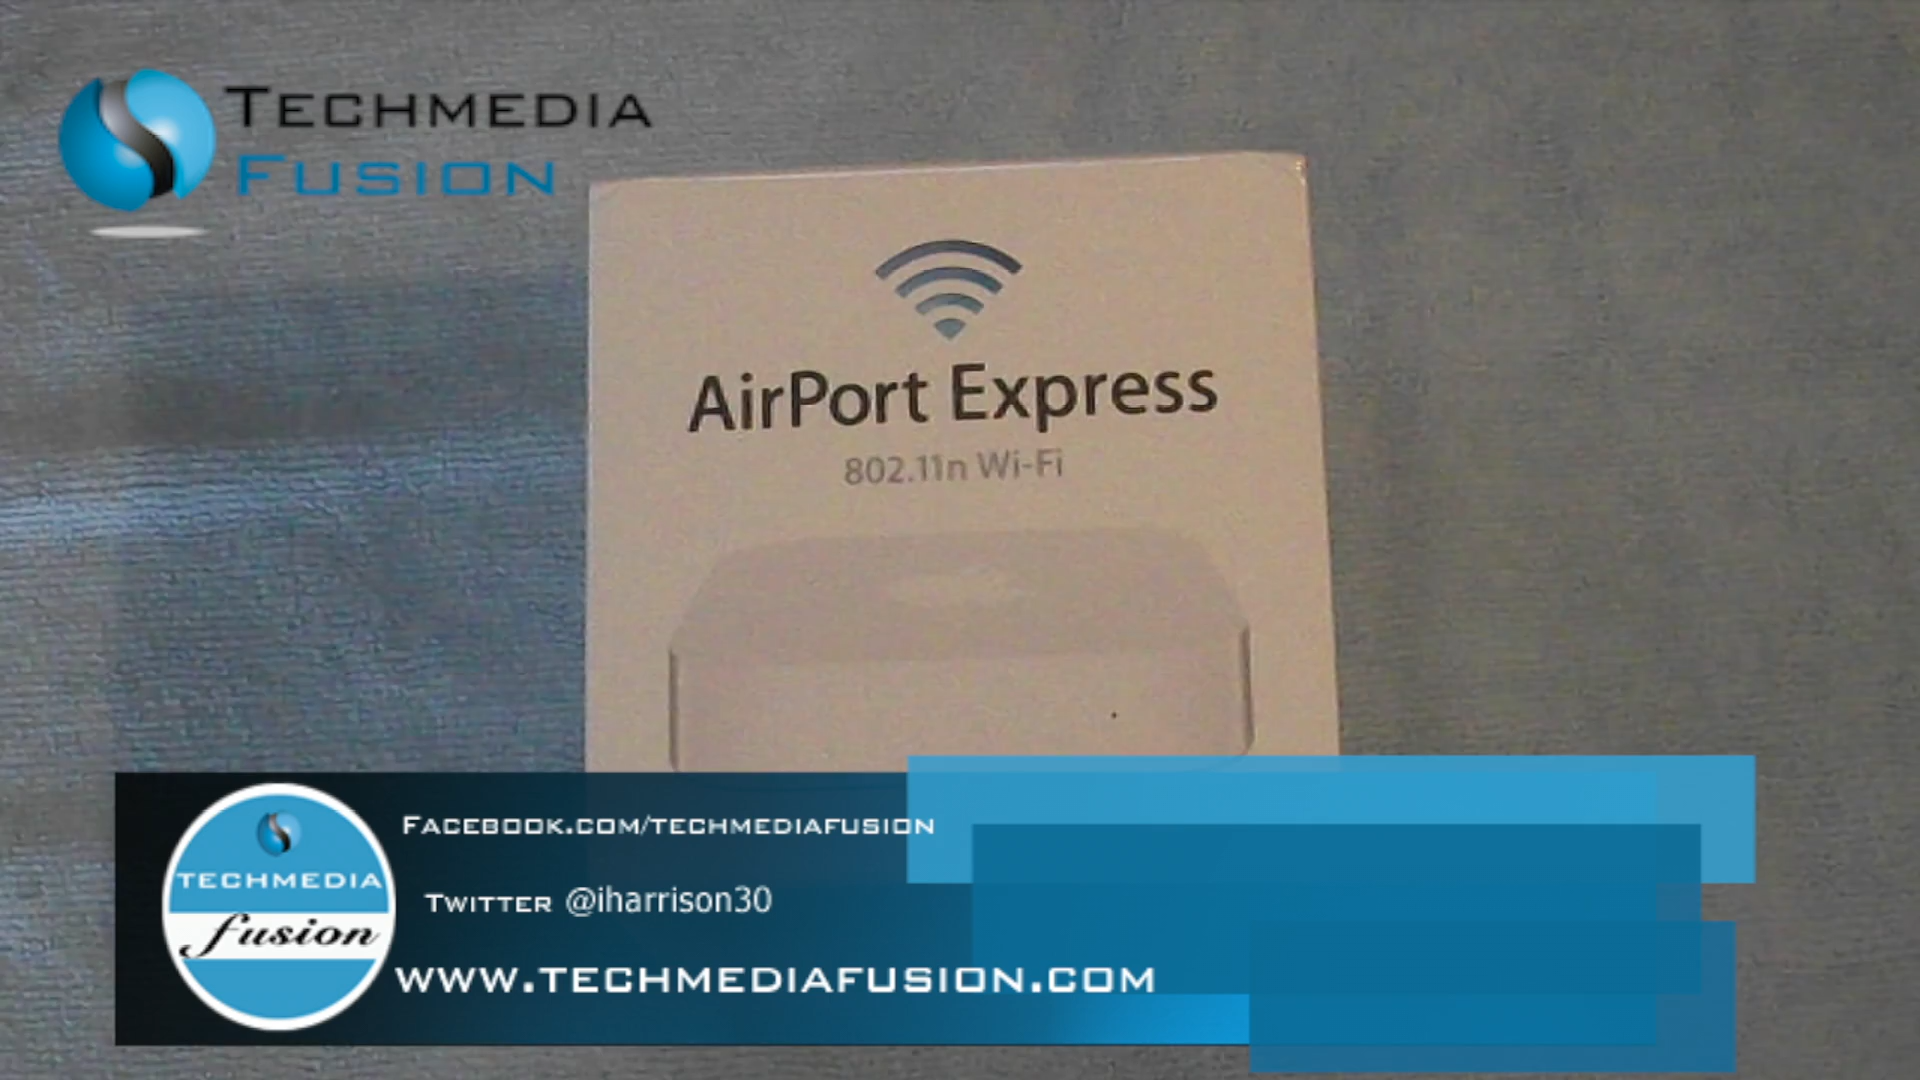 TECHMEDIA
FUSION
AirPort Express
802.11n Wi-Fi
FACEBOOK.COM/TECHMEDIAFUSION
TWITTER @iharrison30
WWW.TECHMEDIAFUSION.COM
TECHMEDIA
fusion